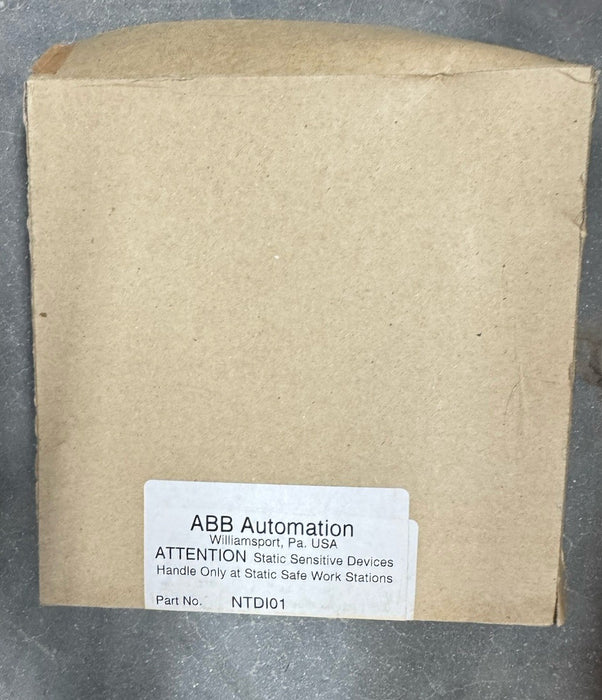 ABB Automation
Williamsport, Pa. USA
ATTENTION Static Sensitive Devices
Handle Only at Static Safe Work Stations
Part No. NTDI01